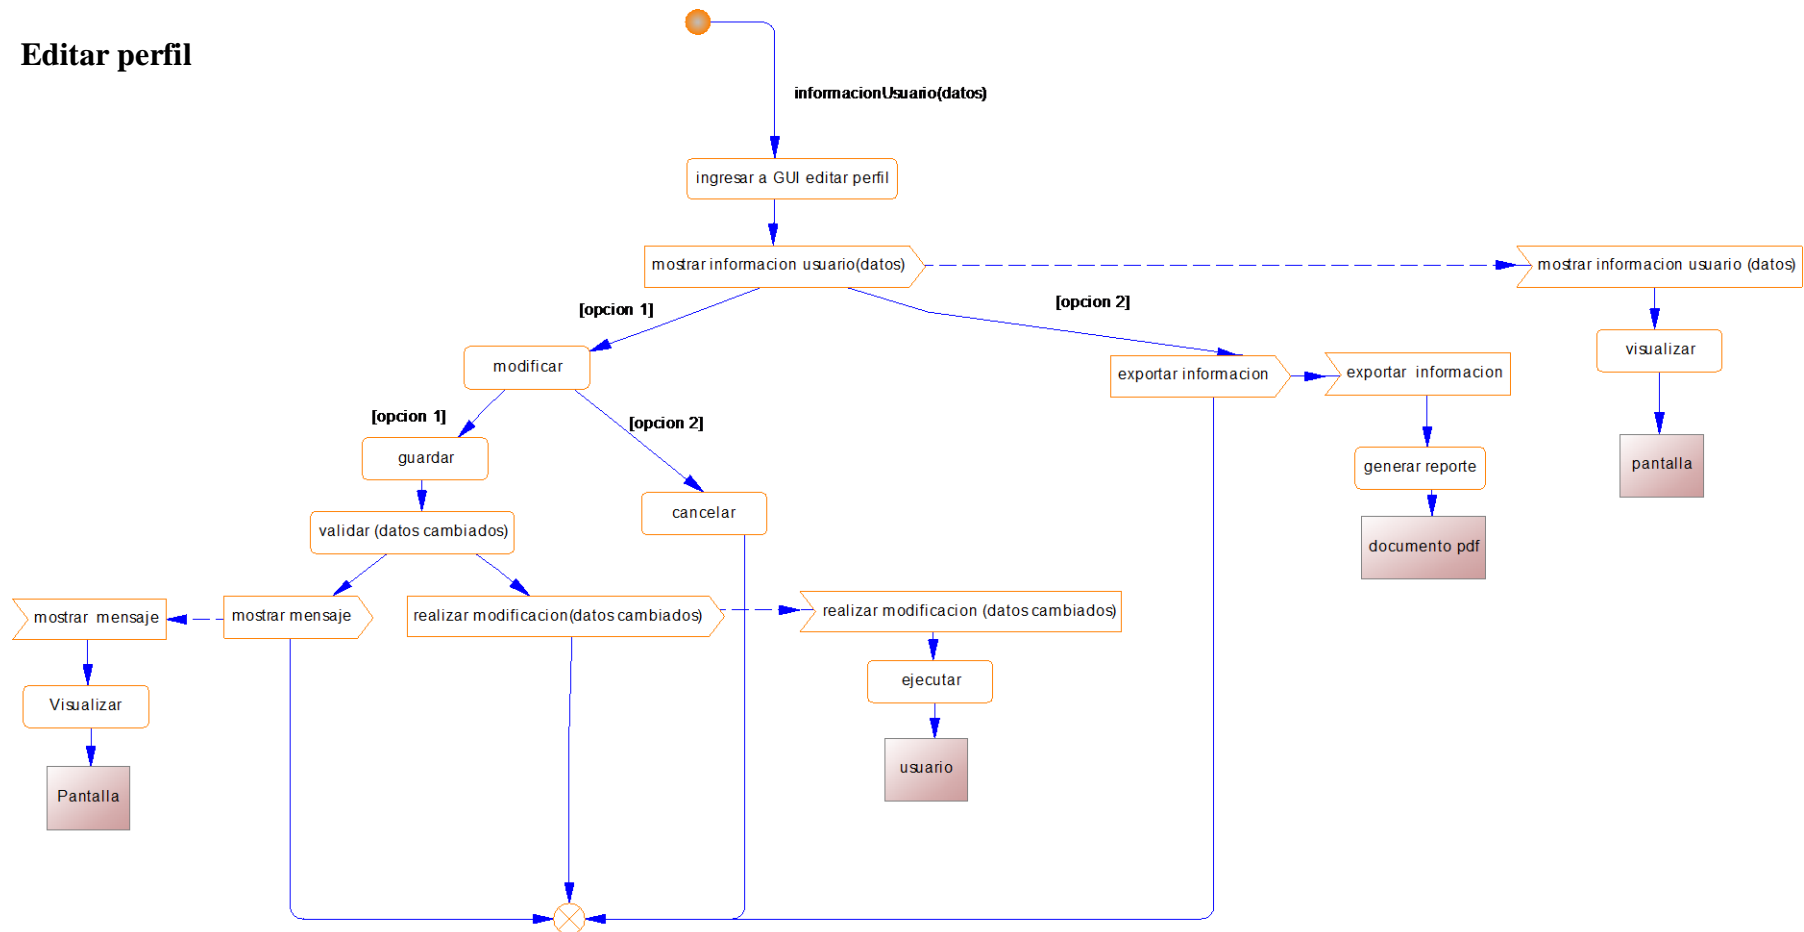 Editar perfil
informacionUsuario(datos)
ingresar a GUI editar perfil
mostrar informacion usuario(datos)
mostrar informacion usuario (datos)
[opcion 1]
[opcion 2]
visualizar
modificar
exportar informacion
exportar informacion
[opcion 1]
[opcion 2]
guardar
generar reporte
pantalla
cancelar
validar (datos cambiados)
documento pdf
mostrar mensaje
mostrar mensaje
realizar modificacion(datos cambiados)
realizar modificacion (datos cambiados)
ejecutar
Visualizar
usuario
Pantalla